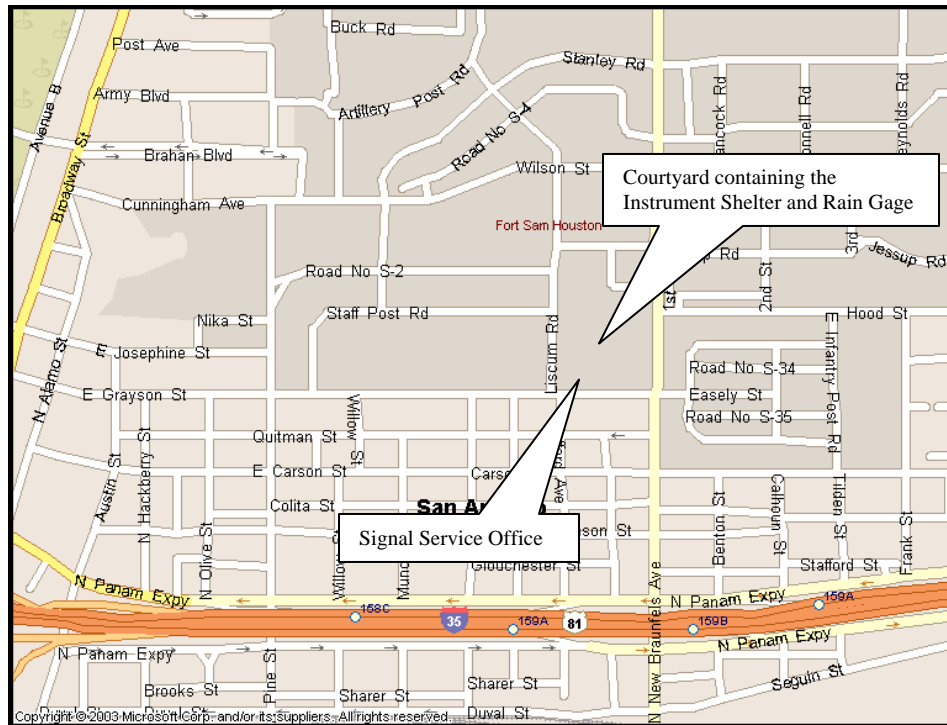 Buck Rd
Post Ave
Stanley Rd
Army Blvd
Artillery Post Rd
Avenue B
Broadway St
Road No S-4
Brahan Blvd
Wilson St
Cunningham Ave
Courtyard containing the
Instrument Shelter and Rain Gage
Fort Sam Houston
Road No S-2
1st
2nd St
3rd
Jessup Rd
Nika St
Staff Post Rd
Liscum Rd
E Hood St
Josephine St
N Alamo St
Road No S-34
E Grayson St
Easely St
Road No S-35
E Infantry Post Rd
Willow St
Quitman St
N Hackberry St
Austin St
E Carson St
Colita St
San
Signal Service Office
N Olive St
Benton St
Calhoun St
Tilden St
Frank St
Stafford St
Glouchester St
N Panam Expy
N Panam Expy
158C
159A
35
81
159B
159A
N Panam Expy
N Panam Expy
N New Braunfels Ave
Pine St
Brooks St
Sharer St
Sharer St
Seguin St
Duval St
Copyright © 2003 Microsoft Corp. and/or its suppliers. All rights reserved.